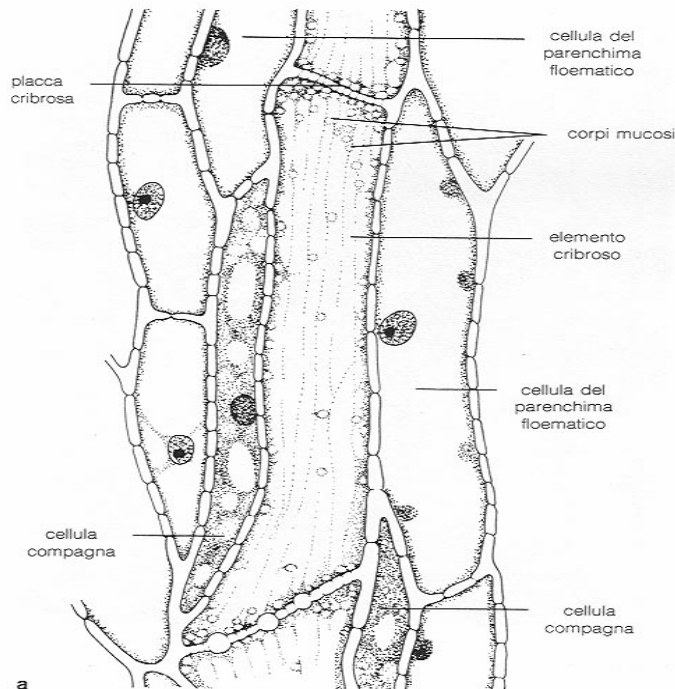 cellula del
parenchima
floematico
placca
cribrosa
corpi mucosi
elemento
cribroso
cellula del
parenchima
floematico
cellula
compagna
cellula
compagna
a